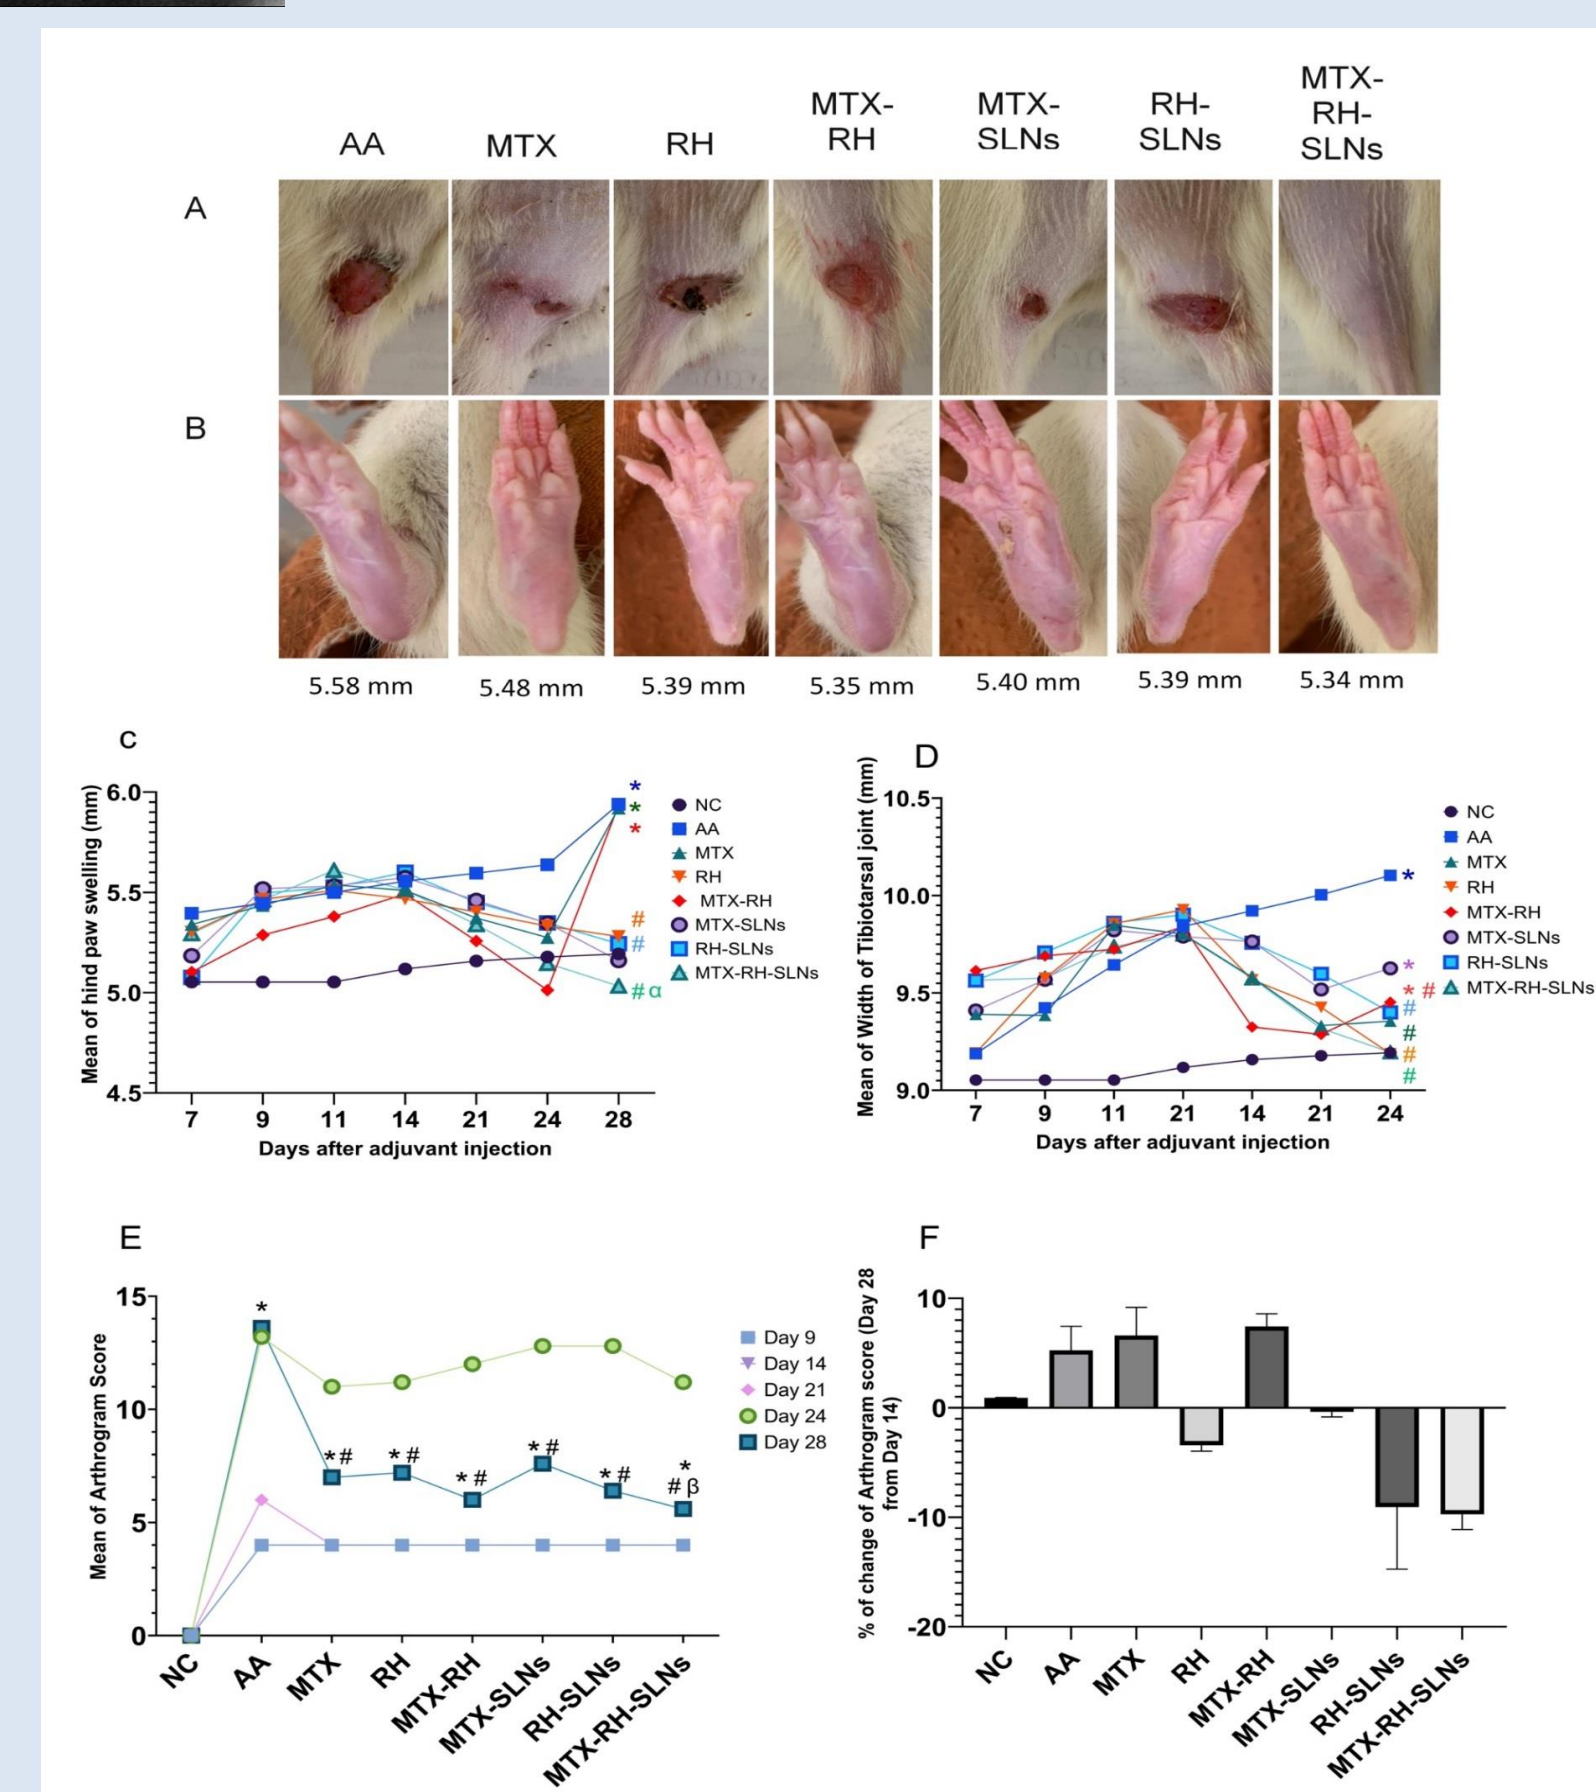 AA
MTX
RH
MTX-
RH
MTX-
SLNs
RH-
SLNs
MTX-
RH-
SLNs
A
B
5.58 mm
5.48 mm
5.39 mm
5.35 mm
5.40 mm
5.39 mm
5.34 mm
C
Mean of hind paw swelling (mm)
6.0
5.5
5.0
4.5
7 9 11 14 21 24 28
Days after adjuvant injection
*
*
*
#
#
# α
NC
AA
MTX
RH
MTX-RH
MTX-SLNs
RH-SLNs
MTX-RH-SLNs
D
Mean of Width of Tibiotarsal joint (mm)
10.5
10.0
9.5
9.0
7 9 11 21 14 21 24
Days after adjuvant injection
*
*
* #
#
#
#
#
NC
AA
MTX
RH
MTX-RH
MTX-SLNs
RH-SLNs
MTX-RH-SLNs
E
Mean of Arthrogram Score
15
10
5
0
*
* #
* #
* #
* #
* #
*
# β
NC
AA
MTX
RH
MTX-RH
MTX-SLNs
RH-SLNs
MTX-RH-SLNs
Day 9
Day 14
Day 21
Day 24
Day 28
F
% of change of Arthrogram score (Day 28
from Day 14)
10
0
-10
-20
NC
AA
MTX
RH
MTX-RH
MTX-SLNs
RH-SLNs
MTX-RH-SLNs